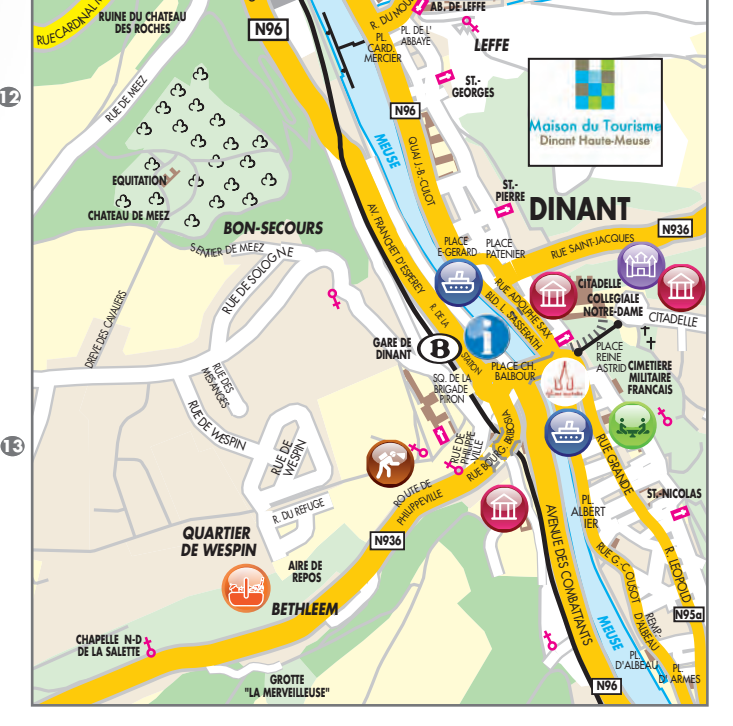 RUE CARDINAL
RUINE DU CHATEAU
DES ROCHES
N96
R. DU MOU
AB. DE LEFFE
PL.
CARD.
MERCIER
PL. DE L'
ABBAYE
LEFFE
12
RUE DE MEEZ
ST.-
GEORGES
N96
MEUSE
QUAI J.-B.-CULOT
Maison du Tourisme
Dinant Haute-Meuse
EQUITATION
CHATEAU DE MEEZ
ST.-
PIERRE
DINANT
BON-SECOURS
SENTIER DE MEEZ
AV. FRANCHET D'ESPEREY
PLACE
E-GERARD
PLACE
PATENIER
RUE SAINT-JACQUES
N936
RUE DE SOLOGNE
DREVE DES CAVALIERS
RUE ADOLPHE SAX
BLD. L. SASSERATH
CITADELLE
COLLEGIALE
NOTRE-DAME
CITADELLE
R. DE LA
STATION
GARE DE
DINANT
B
i
PLACE CH.
BALBOUR
PLACE
REINE
ASTRID
CIMETIERE
MILITAIRE
FRANCAIS
RUE DES
MESANGES
SQ. DE LA
BRIGADE
PIRON
RUE DE WESPIN
RUE DE
WESPIN
13
RUE DE
PHILIPPE
VILLE
RUE BOURG. BRIBOSIA
RUE GRANDE
ROUTE DE
PHILIPPEVILLE
R. DU REFUGE
N936
ST.-NICOLAS
PL.
ALBERT
IER
QUARTIER
DE WESPIN
AIRE DE
REPOS
BETHLEEM
AVENUE DES COMBATTANTS
RUE G.-COUSOT
R. LEOPOLD
N95a
REMP.
D'ALBEAU
MEUSE
CHAPELLE N-D
DE LA SALETTE
PL.
D'ALBEAU
PL.
D'ARMES
GROTTE
"LA MERVEILLEUSE"
N96